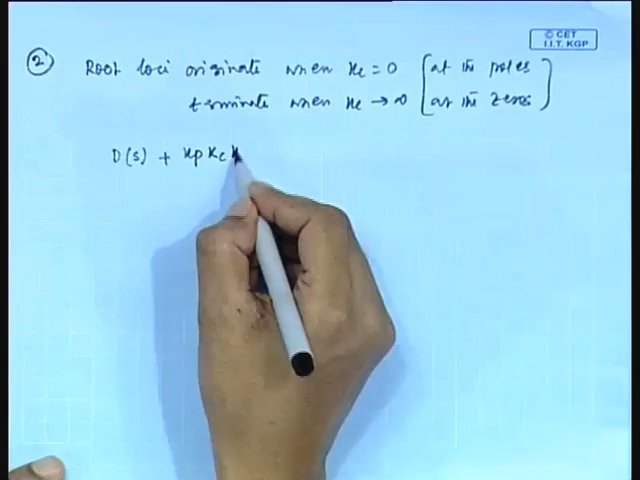 © CET
I.I.T. KGP
2 Root loci originate when Kc = 0 [at the poles
terminate when Kc → ∞ at the zeros]
D(s) + Kp Kc